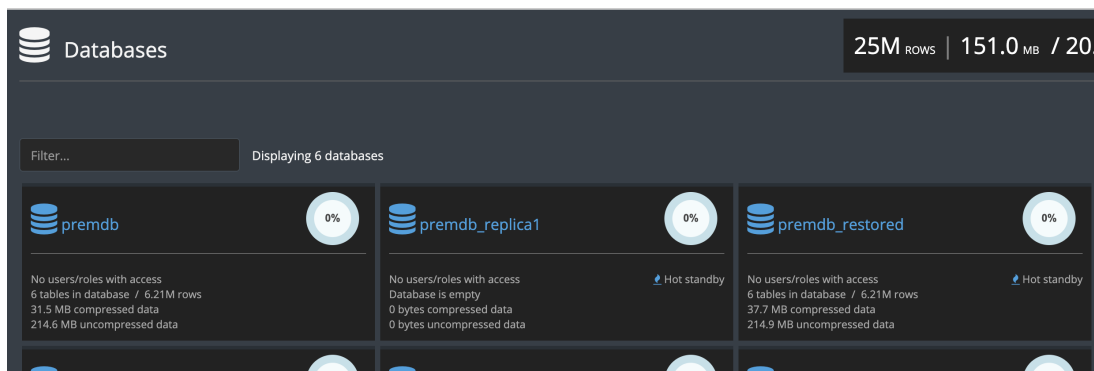 Databases
25M ROWS | 151.0 MB / 20.
Filter...
Displaying 6 databases
premdb
0%
No users/roles with access
6 tables in database / 6.21M rows
31.5 MB compressed data
214.6 MB uncompressed data
premdb_replica1
0%
No users/roles with access
Hot standby
Database is empty
0 bytes compressed data
0 bytes uncompressed data
premdb_restored
0%
No users/roles with access
Hot standby
6 tables in database / 6.21M rows
37.7 MB compressed data
214.9 MB uncompressed data